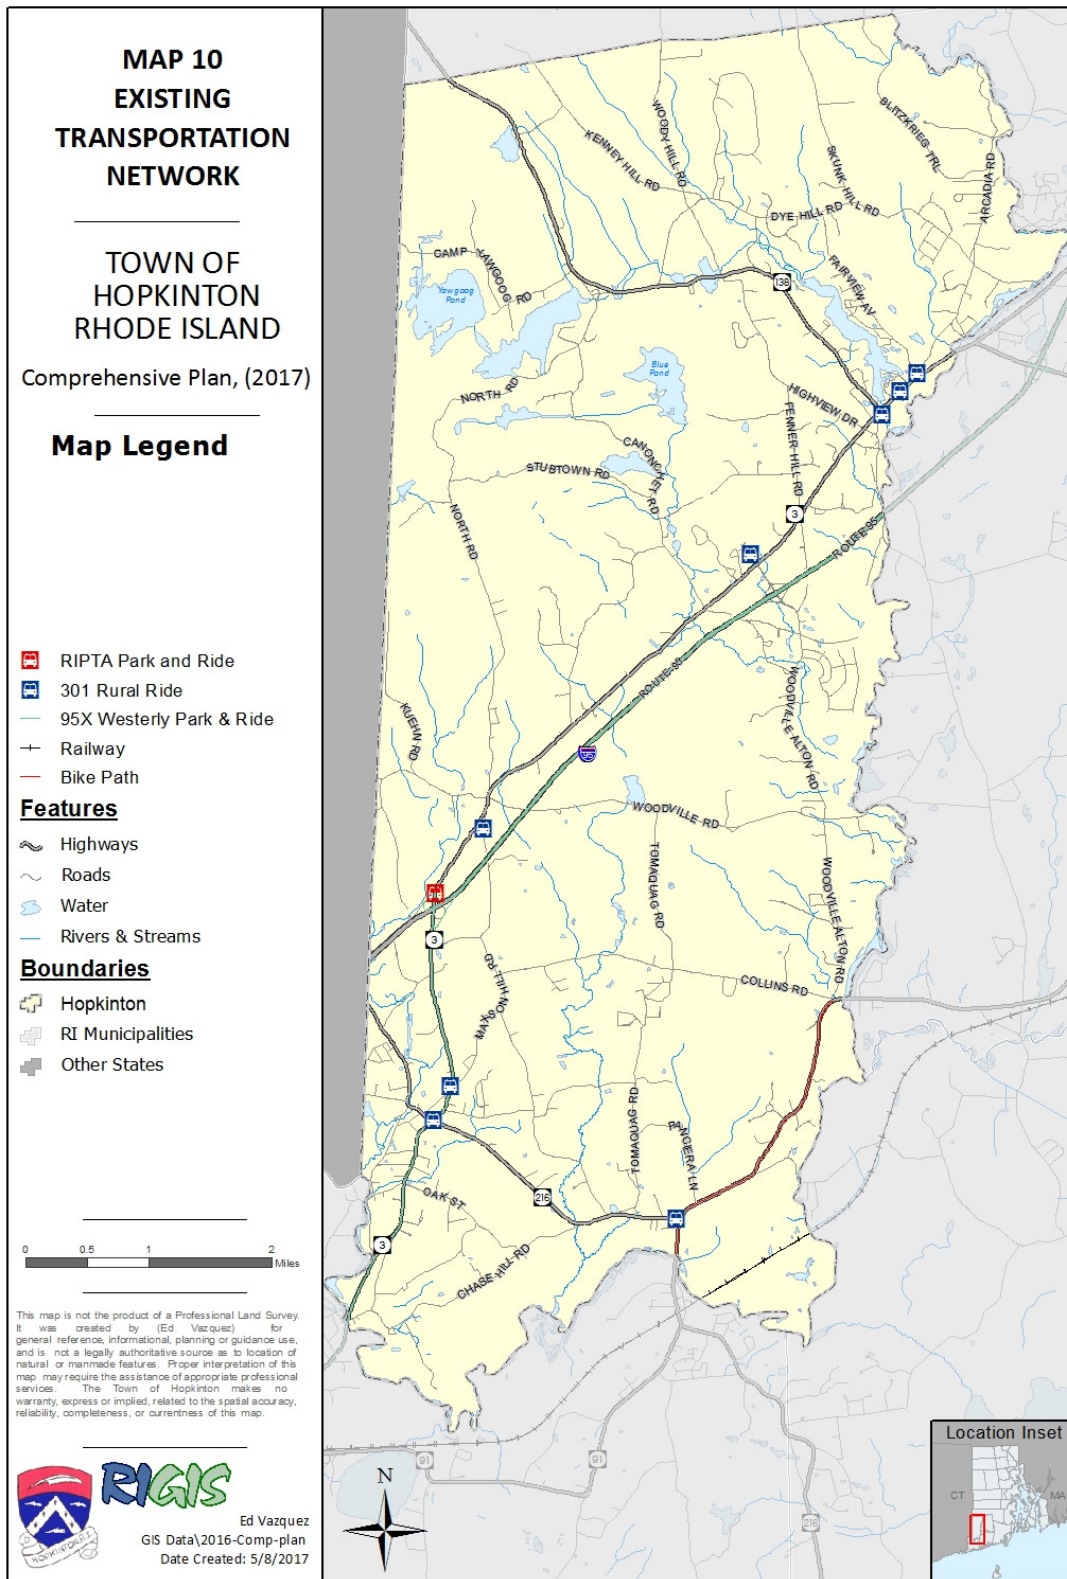 MAP 10
EXISTING
TRANSPORTATION
NETWORK
TOWN OF
HOPKINTON
RHODE ISLAND
Comprehensive Plan, (2017)
Map Legend
RIPTA Park and Ride
301 Rural Ride
95X Westerly Park & Ride
Railway
Bike Path
Features
Highways
Roads
Water
Rivers & Streams
Boundaries
Hopkinton
RI Municipalities
Other States
0 0.5 1 2
Miles
This map is not the product of a Professional Land Survey.
It was created by (Ed Vazquez) for
general reference, informational, planning or guidance use,
and is not a legally authoritative source as to location of
natural or manmade features. Proper interpretation of this
map may require the assistance of appropriate professional
services. The Town of Hopkinton makes no
warranty, express or implied, related to the spatial accuracy,
reliability, completeness, or currentness of this map.
HOPKINTON R.I.
RIGIS
Ed Vazquez
GIS Data\2016-Comp-plan
Date Created: 5/8/2017
BLITZKRIEG TRL
WOODY HILL RD
KENNEY HILL RD
SKUNK HILL RD
ARCADIA RD
DYE HILL RD
CAMP YAWGOOG RD
FAIRVIEW AV
Yawgoog
Pond
138
Blue
Pond
NORTH RD
HIGHVIEW DR
FENNER HILL RD
CANONCHET RD
STUBTOWN RD
3
NORTH RD
ROUTE 95
ROUTE 95
WOODVILLE ALTON RD
KUEHN RD
95
WOODVILLE RD
TOMAQUAG RD
WOODVILLE ALTON RD
3
MAXSON HILL RD
COLLINS RD
TOMAQUAG RD
PANCIERA LN
OAK ST
216
3
CHASE HILL RD
91
91
216
N
Location Inset
CT
MA